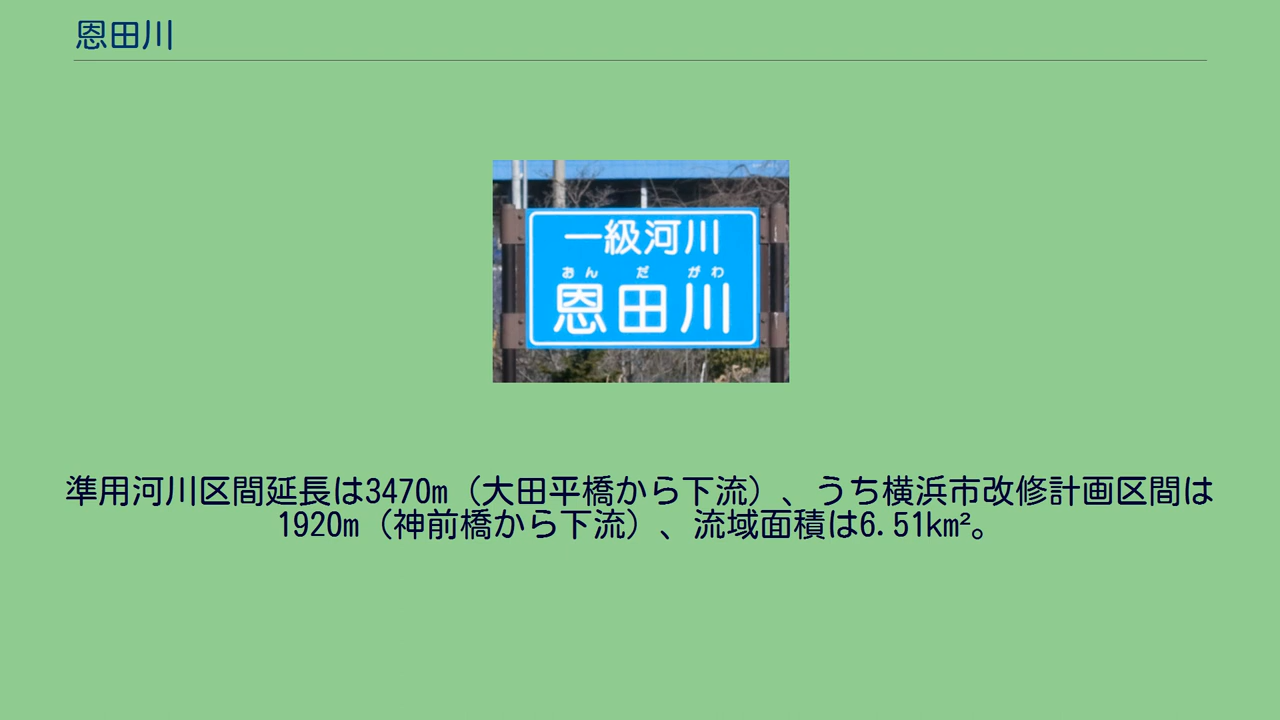 恩田川
一級河川
おんだがわ
恩田川
準用河川区間延長は3470m（大田平橋から下流）、うち横浜市改修計画区間は
1920m（神前橋から下流）、流域面積は6.51km²。